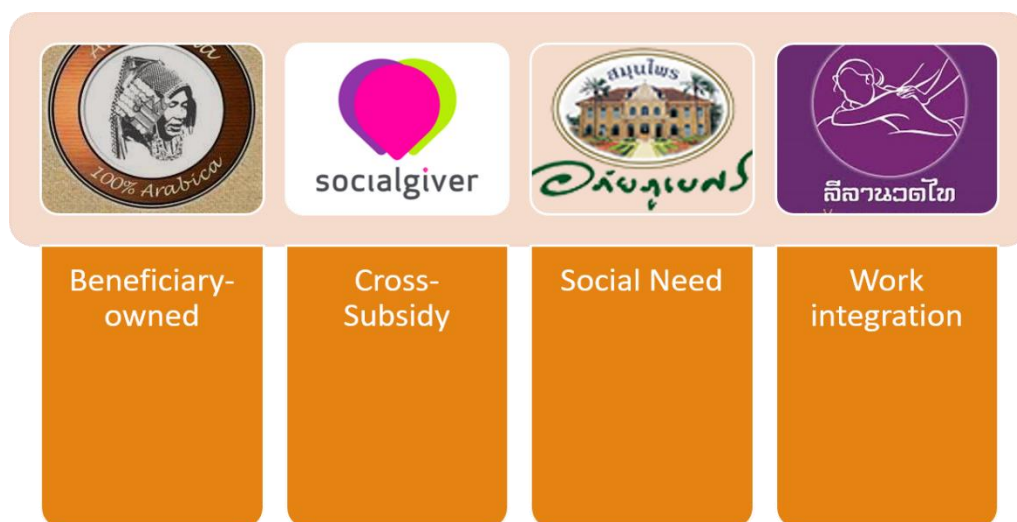 100% Arabica
socialgiver
สมุนไพร
อภัยภูเบศร
ลีลานวดไท
Beneficiary-
owned
Cross-
Subsidy
Social Need
Work
integration